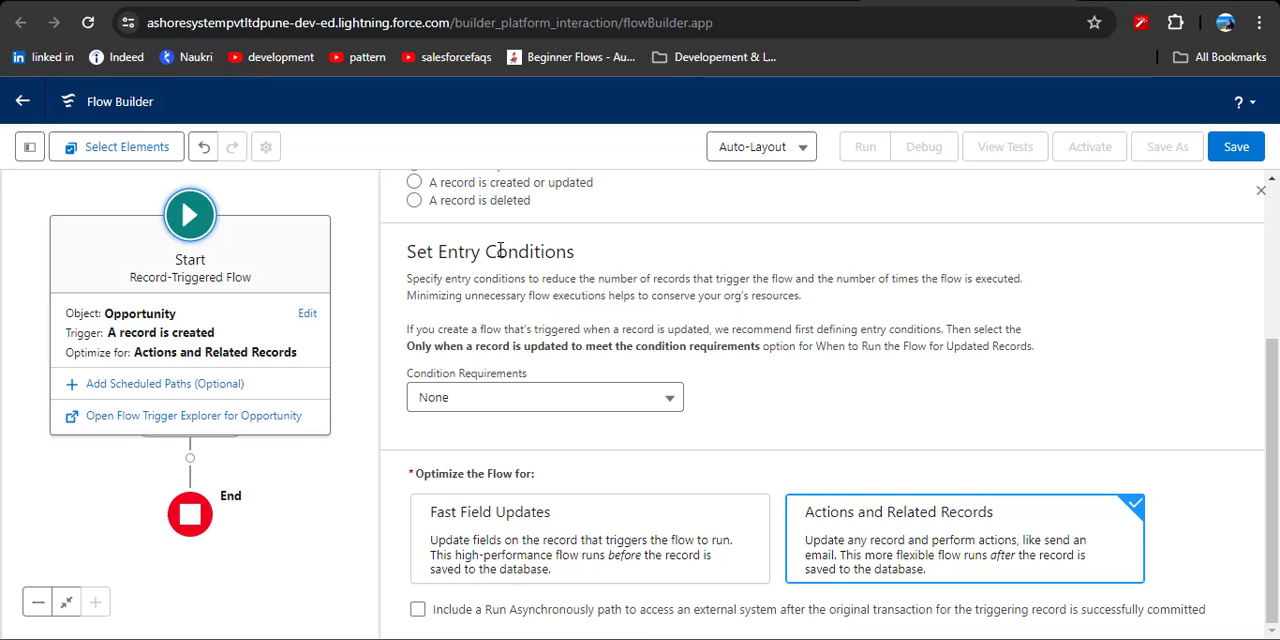 ashoresystempvtltdpune-dev-ed.lightning.force.com/builder_platform_interaction/flowBuilder.app
linked in
Indeed
Naukri
development
pattern
salesforcefaqs
Beginner Flows - Au...
Developement & L...
All Bookmarks
Flow Builder
?
Select Elements
Auto-Layout
Run
Debug
View Tests
Activate
Save As
Save
Start
Record-Triggered Flow
Object: Opportunity
Edit
Trigger: A record is created
Optimize for: Actions and Related Records
Add Scheduled Paths (Optional)
Open Flow Trigger Explorer for Opportunity
End
A record is created or updated
A record is deleted
Set Entry Conditions
Specify entry conditions to reduce the number of records that trigger the flow and the number of times the flow is executed.
Minimizing unnecessary flow executions helps to conserve your org's resources.
If you create a flow that's triggered when a record is updated, we recommend first defining entry conditions. Then select the
Only when a record is updated to meet the condition requirements option for When to Run the Flow for Updated Records.
Condition Requirements
None
*Optimize the Flow for:
Fast Field Updates
Update fields on the record that triggers the flow to run.
This high-performance flow runs before the record is
saved to the database.
Actions and Related Records
Update any record and perform actions, like send an
email. This more flexible flow runs after the record is
saved to the database.
Include a Run Asynchronously path to access an external system after the original transaction for the triggering record is successfully committed